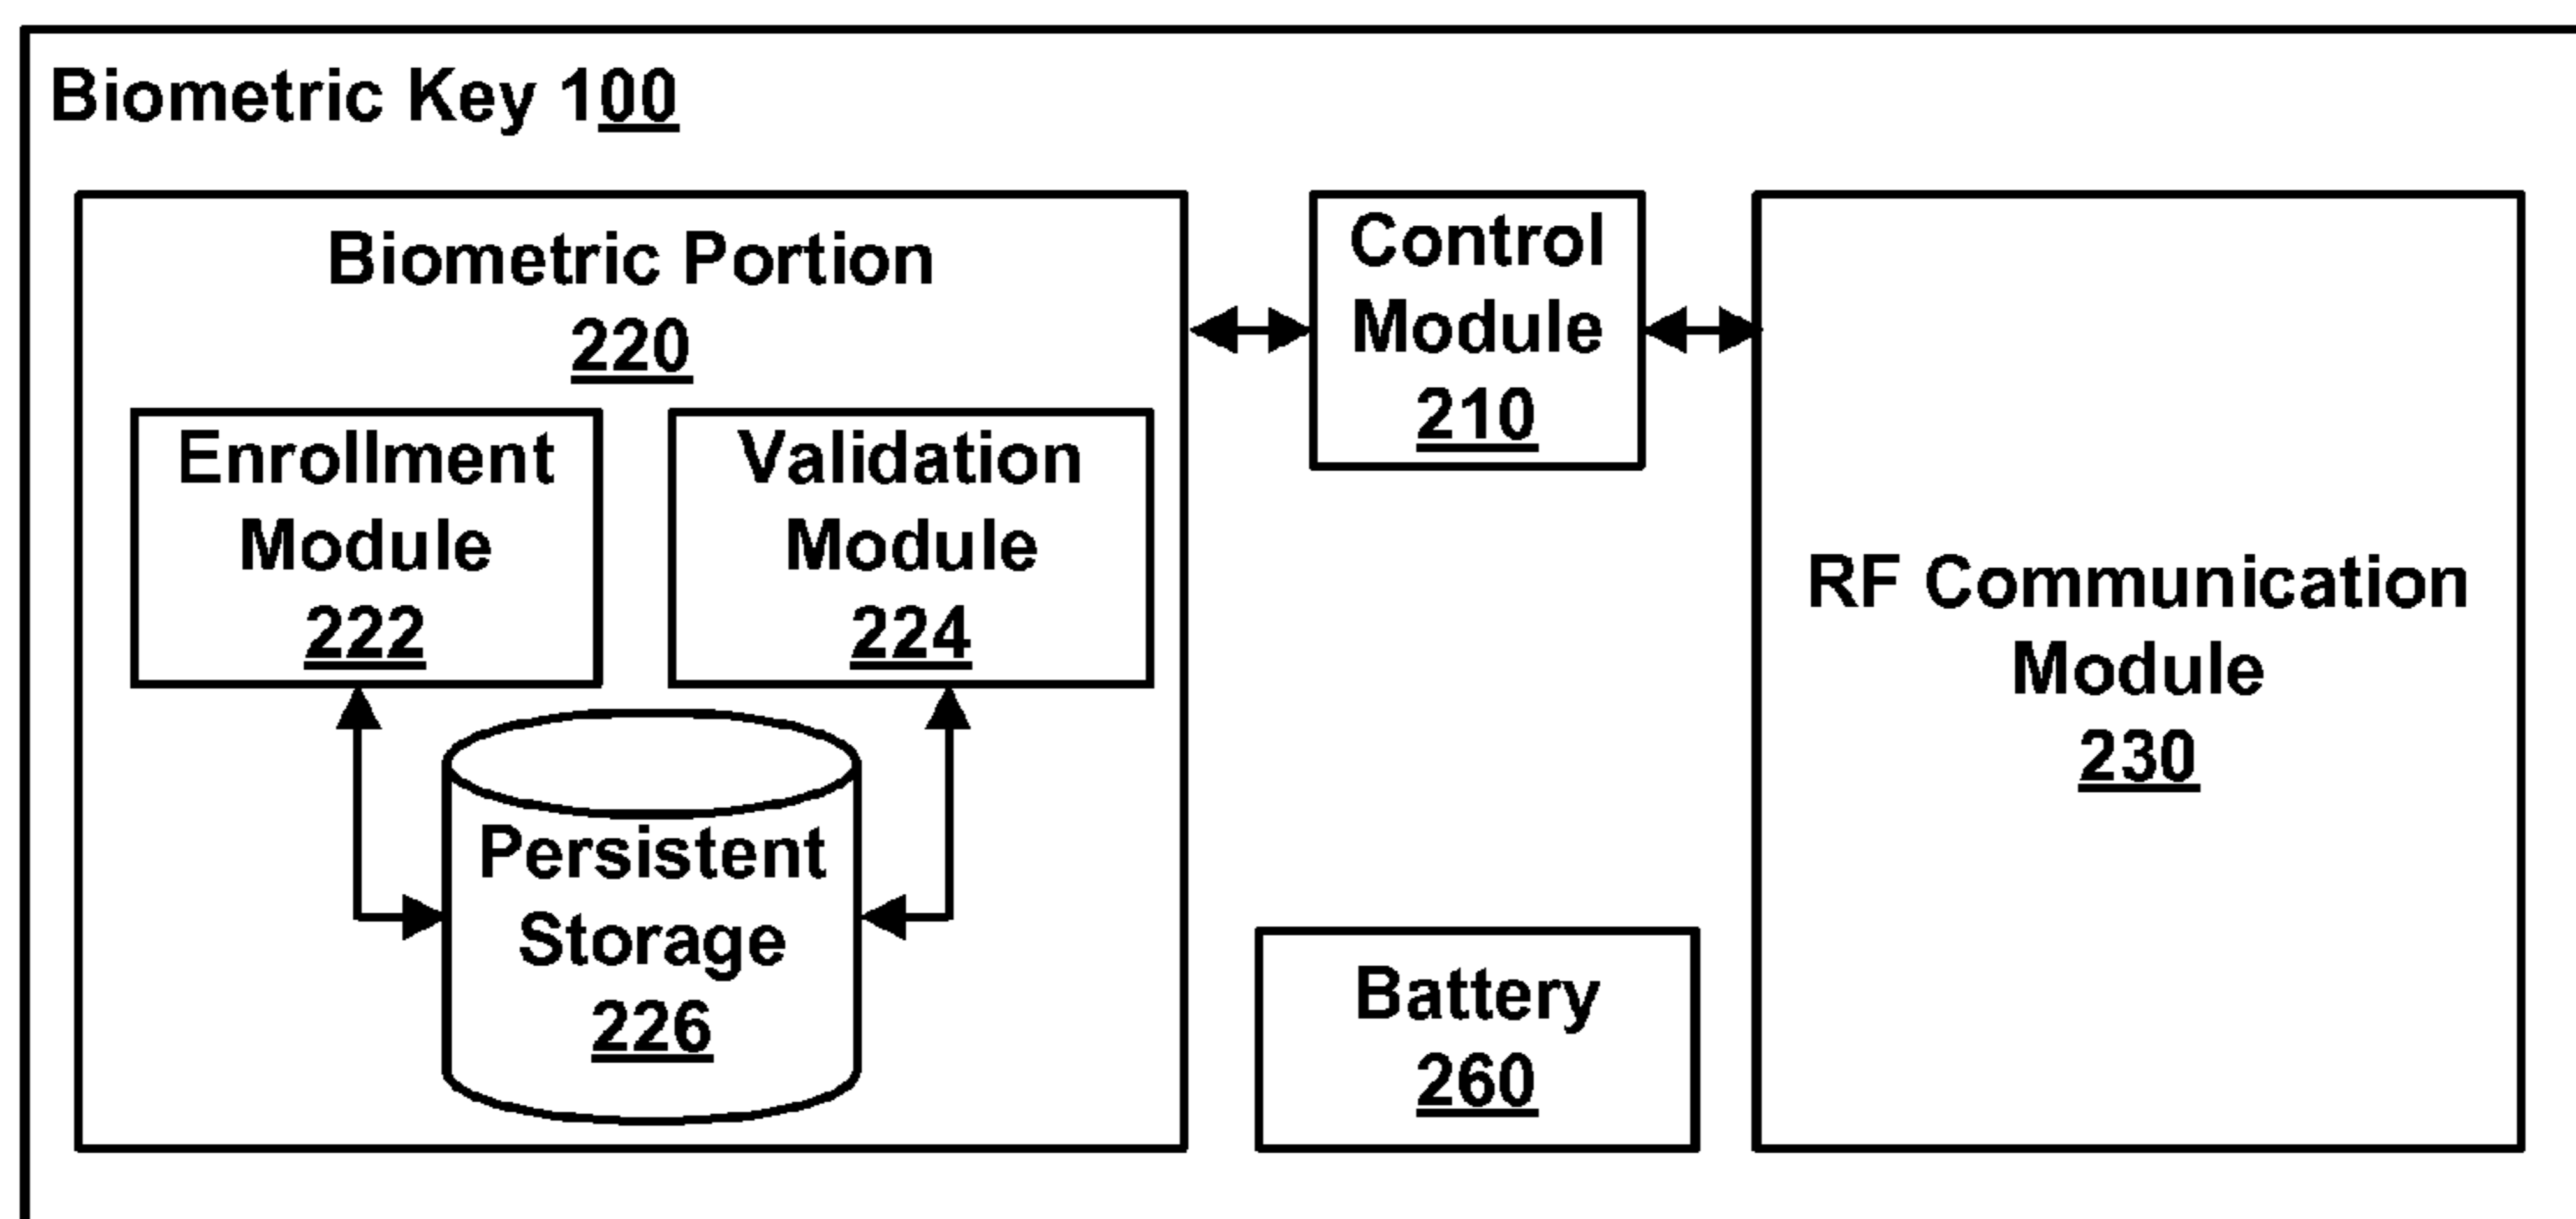 Biometric Key 100
Biometric Portion
220
Enrollment
Module
222
Validation
Module
224
Persistent
Storage
226
Control
Module
210
Battery
260
RF Communication
Module
230